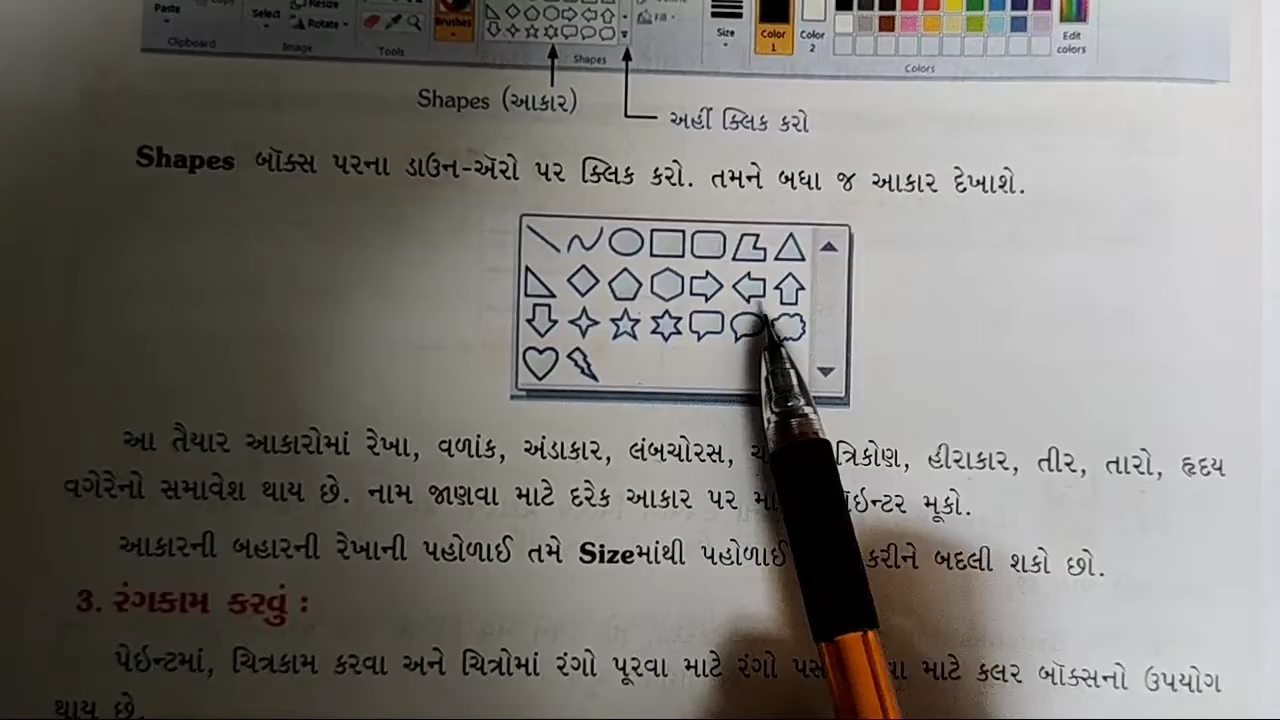 Paste
Select
Resize
Rotate
Brushes
Fill
Size
Color 1
Color 2
Edit colors
Clipboard
Image
Tools
Shapes
Colors
Shapes (આકાર)
અહીં ક્લિક કરો
Shapes બૉક્સ પરના ડાઉન-ઍરો પર ક્લિક કરો. તમને બધા જ આકાર દેખાશે.
આ તૈયાર આકારોમાં રેખા, વળાંક, અંડાકાર, લંબચોરસ, ત્રિકોણ, હીરાકાર, તીર, તારો, હૃદય
વગેરેનો સમાવેશ થાય છે. નામ જાણવા માટે દરેક આકાર પર મૂકો.
આકારની બહારની રેખાની પહોળાઈ તમે Sizeમાંથી પહોળાઈ કરીને બદલી શકો છો.
3. રંગકામ કરવું :
પેઇન્ટમાં, ચિત્રકામ કરવા અને ચિત્રોમાં રંગો પૂરવા માટે રંગો માટે કલર બૉક્સનો ઉપયોગ
થાય છે.